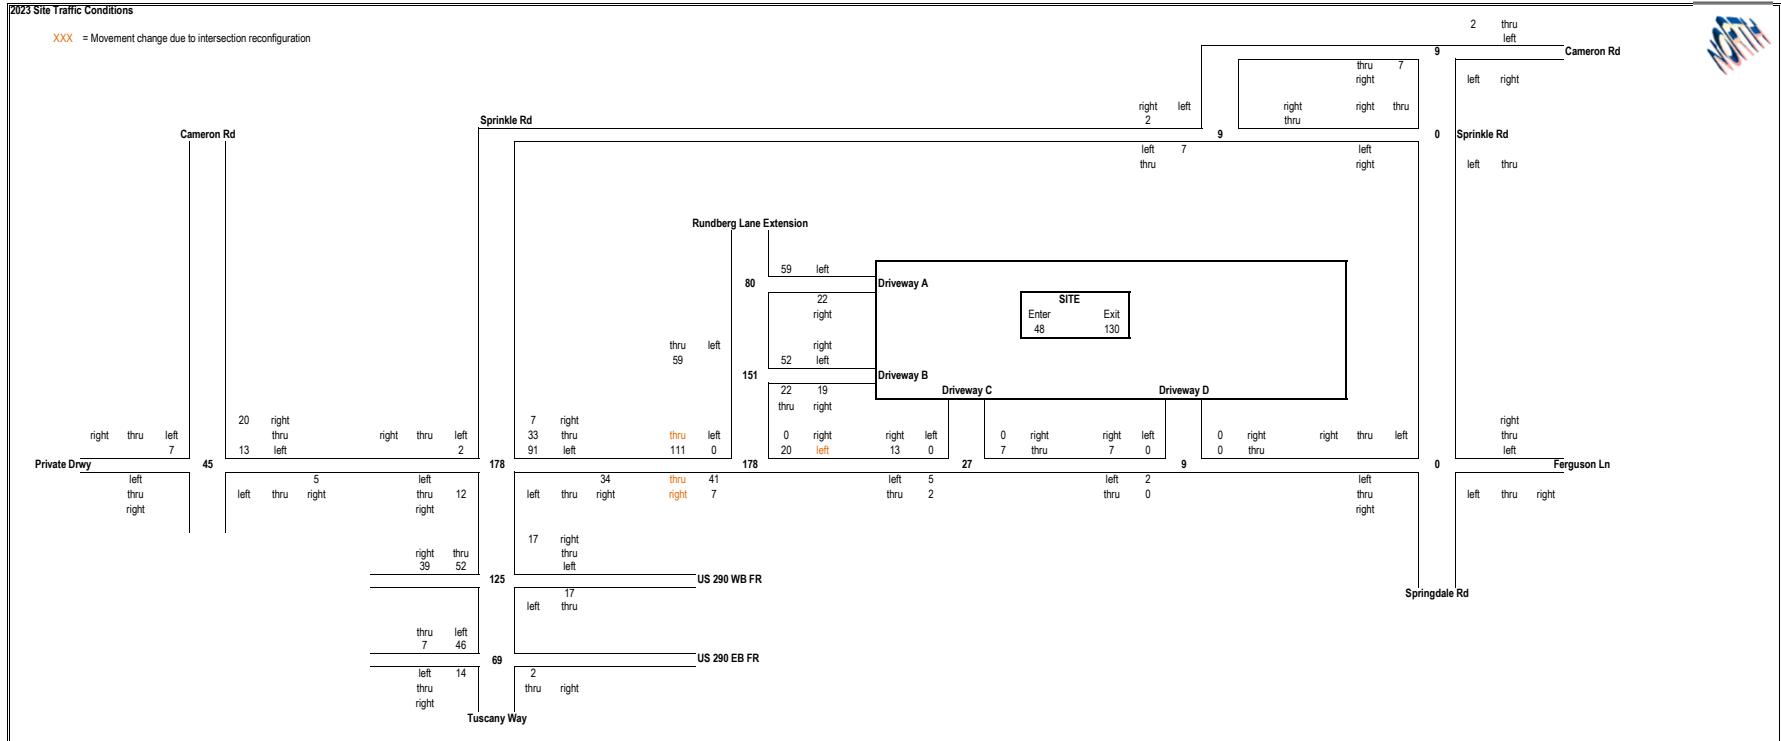 2023 Site Traffic Conditions
XXX = Movement change due to intersection reconfiguration
NORTH
2 thru
left
9 Cameron Rd
thru 7
right left right
right left right right thru
2 thru
Sprinkle Rd
Cameron Rd 9 0 Sprinkle Rd
left 7 left
thru right left thru
Rundberg Lane Extension
59 left
80 Driveway A
22 SITE
right Enter Exit
48 130
thru left right
59 52 left
151 Driveway B
22 19 Driveway C Driveway D
thru right
20 right 7 right right
right thru left thru right thru left 33 thru thru left 0 right right left 0 right right left 0 right right thru left thru
7 13 left 2 91 left 111 0 20 left 13 0 7 thru 7 0 0 thru left
Private Drwy 45 178 178 27 9 0 Ferguson Ln
left 5 left 34 thru 41 left 5 left 2 left
thru left thru right thru 12 left thru right right 7 thru 2 thru 0 thru left thru right
right right right
17 right
right thru thru
39 52 left
125 US 290 WB FR
17
left thru
Springdale Rd
thru left
7 46
69 US 290 EB FR
left 14 2
thru thru right
right
Tuscany Way